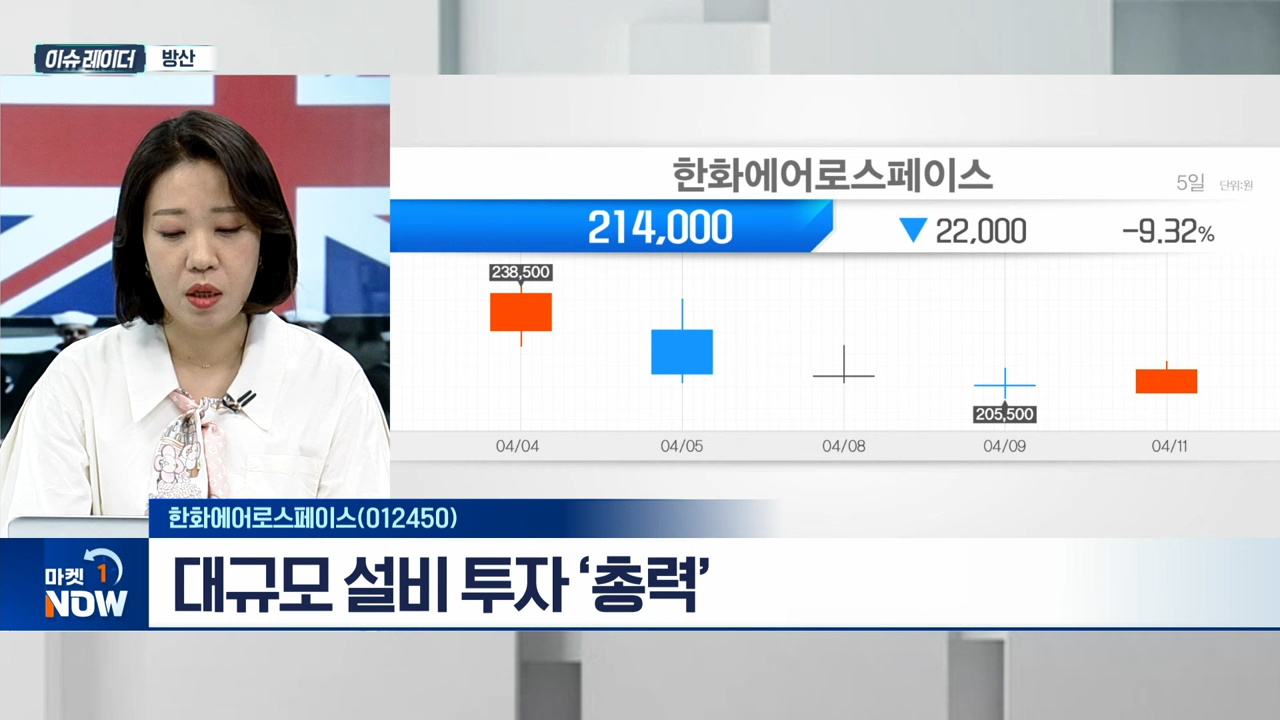 이슈레이더 방산
한화에어로스페이스
5일 단위:원
214,000 ▼ 22,000 -9.32%
238,500
205,500
04/04 04/05 04/08 04/09 04/11
한화에어로스페이스(012450)
마켓 1
NOW
대규모 설비 투자 ‘총력’